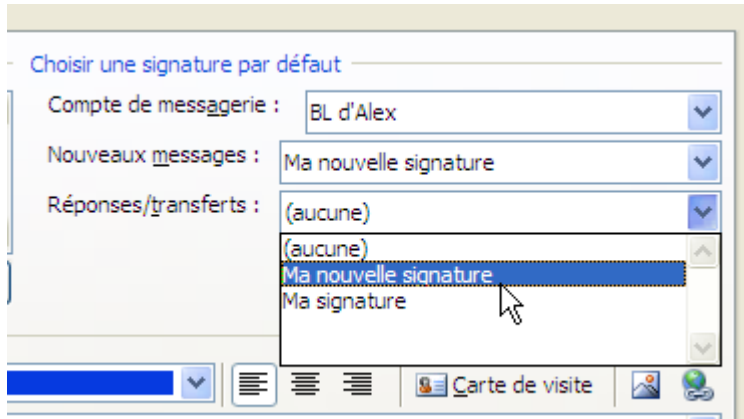 Choisir une signature par défaut
Compte de messagerie : BL d'Alex
Nouveaux messages : Ma nouvelle signature
Réponses/transferts : (aucune)
(aucune)
Ma nouvelle signature
Ma signature
Carte de visite